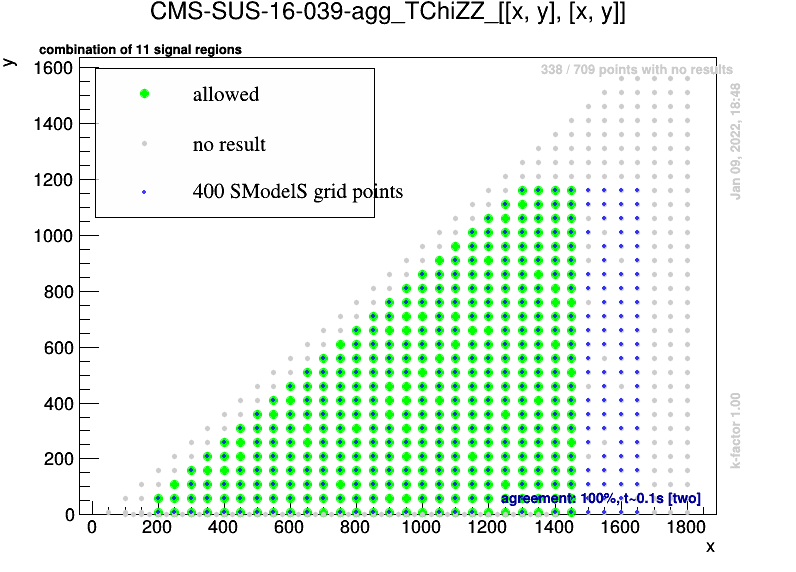 CMS-SUS-16-039-agg_TChiZZ_[[x, y], [x, y]]
combination of 11 signal regions
y
338 / 709 points with no results
allowed
no result
400 SModelS grid points
Jan 09, 2022, 18:48
k-factor 1.00
1600
1400
1200
1000
800
600
400
200
0
agreement: 100%, t~0.1s [two]
0 200 400 600 800 1000 1200 1400 1600 1800
x